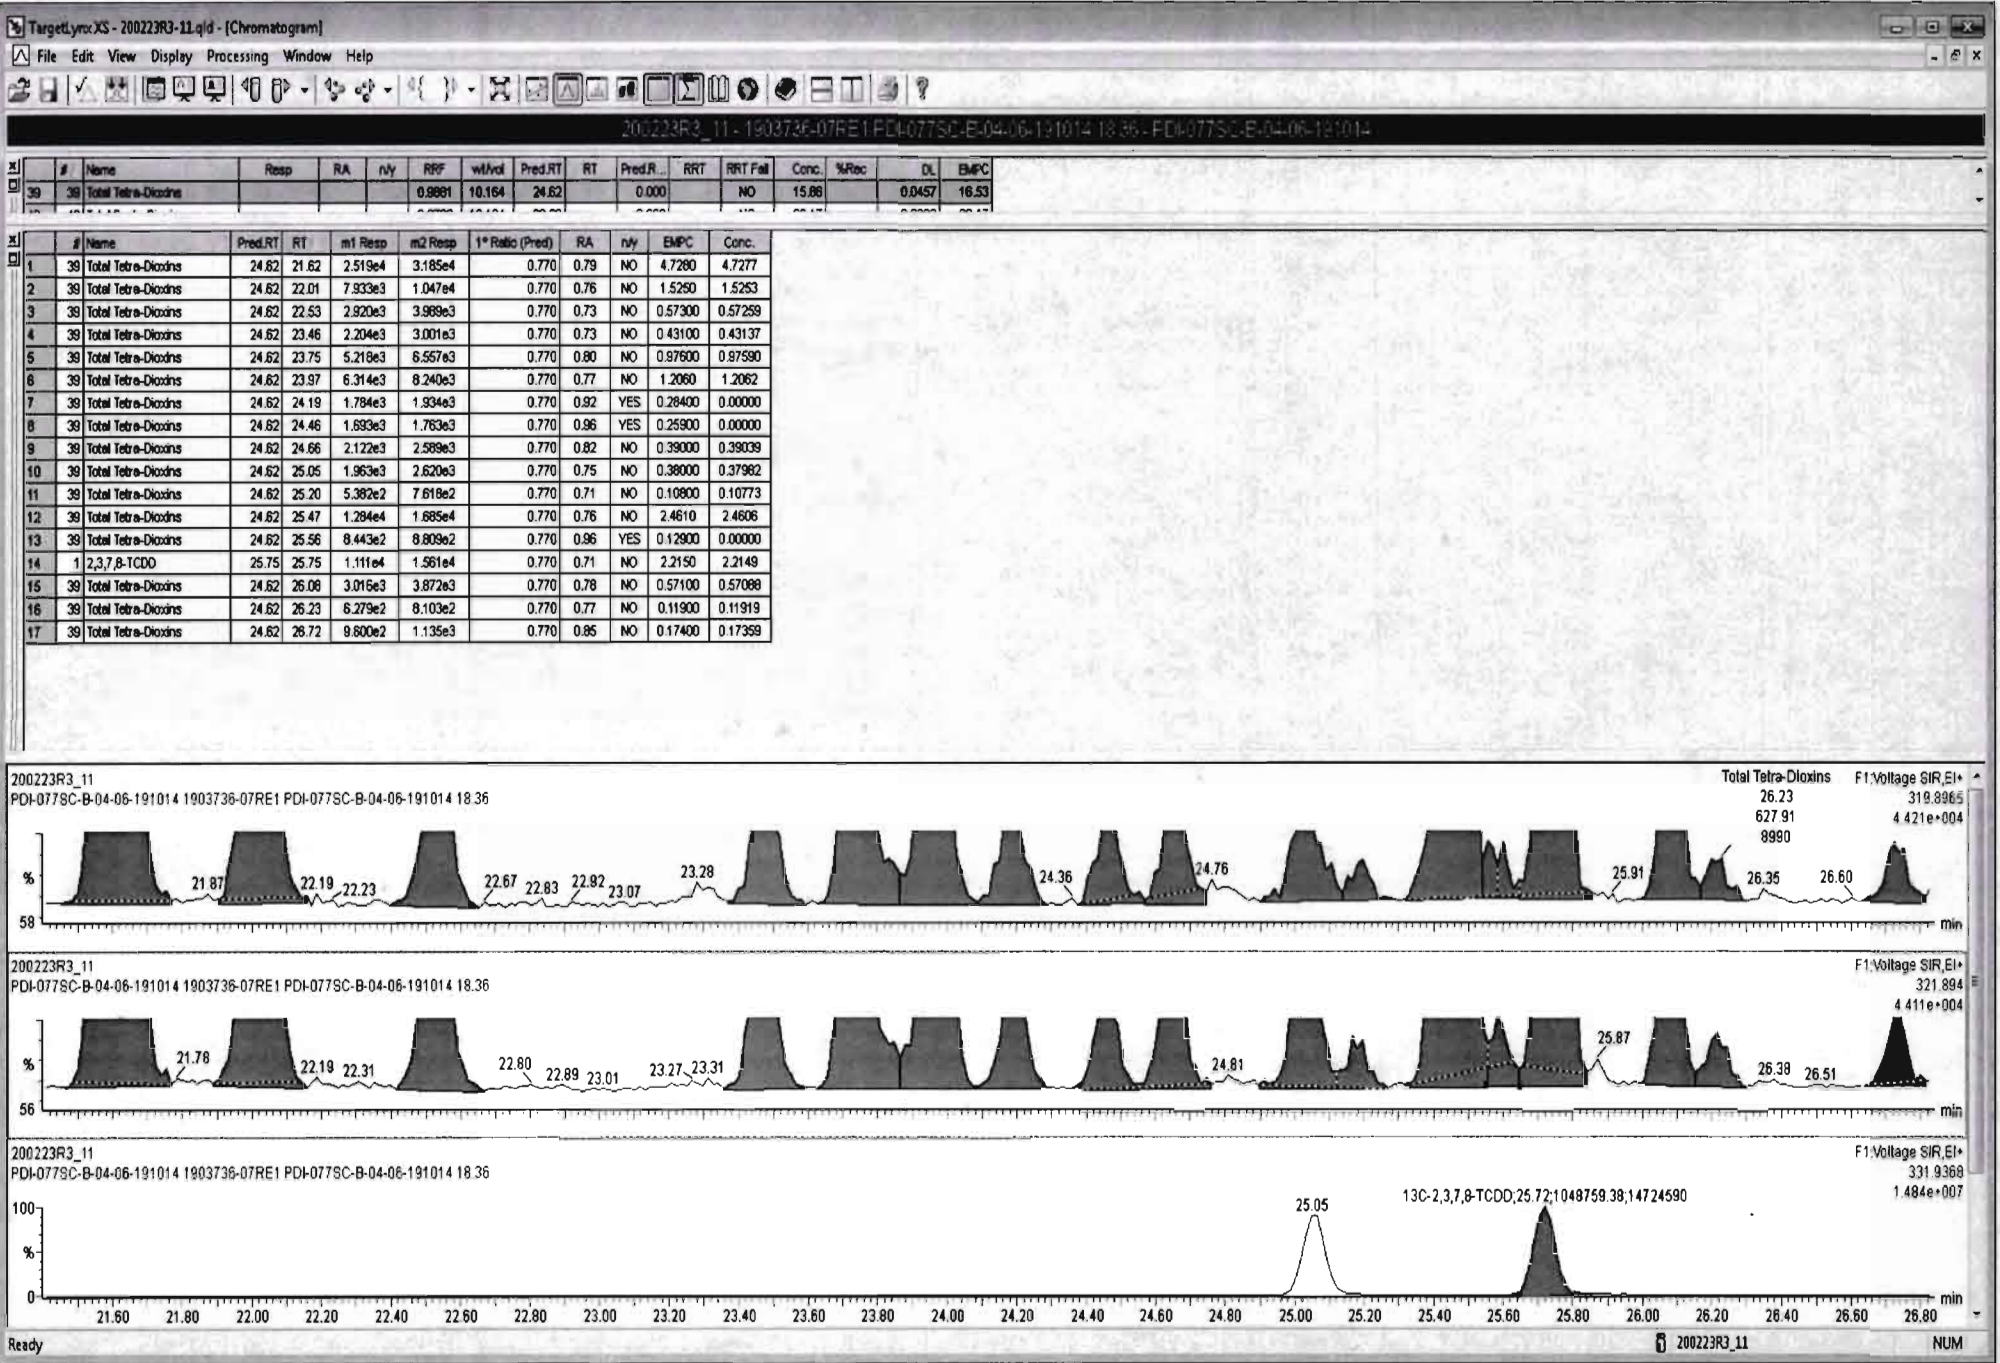 TargetLynx XS - 200223R3-11.qld - [Chromatogram]
File Edit View Display Processing Window Help
200223R3_11 - 1903736-07RE1 PDI-077SC-B-04-06-191014 18.36 - PDI-077SC-B-04-06-191014
# Name Resp RA n/y RRF wt/vol Pred.RT RT Pred.R... RRT RRT Fail Conc. %Rec DL EMPC
39 39 Total Tetra-Dioxins 0.9881 10.164 24.62 0.000 NO 15.86 0.0457 16.53
# Name Pred.RT RT m1 Resp m2 Resp 1° Ratio (Pred) RA n/y EMPC Conc.
1 39 Total Tetra-Dioxins 24.62 21.62 2.519e4 3.185e4 0.770 0.79 NO 4.7280 4.7277
2 39 Total Tetra-Dioxins 24.62 22.01 7.933e3 1.047e4 0.770 0.76 NO 1.5250 1.5253
3 39 Total Tetra-Dioxins 24.62 22.53 2.920e3 3.989e3 0.770 0.73 NO 0.57300 0.57259
4 39 Total Tetra-Dioxins 24.62 23.46 2.204e3 3.001e3 0.770 0.73 NO 0.43100 0.43137
5 39 Total Tetra-Dioxins 24.62 23.75 5.218e3 6.557e3 0.770 0.80 NO 0.97600 0.97590
6 39 Total Tetra-Dioxins 24.62 23.97 6.314e3 8.240e3 0.770 0.77 NO 1.2060 1.2062
7 39 Total Tetra-Dioxins 24.62 24.19 1.784e3 1.934e3 0.770 0.92 YES 0.28400 0.00000
8 39 Total Tetra-Dioxins 24.62 24.46 1.693e3 1.763e3 0.770 0.96 YES 0.25900 0.00000
9 39 Total Tetra-Dioxins 24.62 24.66 2.122e3 2.589e3 0.770 0.82 NO 0.39000 0.39039
10 39 Total Tetra-Dioxins 24.62 25.05 1.963e3 2.620e3 0.770 0.75 NO 0.38000 0.37982
11 39 Total Tetra-Dioxins 24.62 25.20 5.382e2 7.618e2 0.770 0.71 NO 0.10800 0.10773
12 39 Total Tetra-Dioxins 24.62 25.47 1.284e4 1.685e4 0.770 0.76 NO 2.4610 2.4606
13 39 Total Tetra-Dioxins 24.62 25.56 8.443e2 8.809e2 0.770 0.96 YES 0.12900 0.00000
14 1 2,3,7,8-TCDD 25.75 25.75 1.111e4 1.561e4 0.770 0.71 NO 2.2150 2.2149
15 39 Total Tetra-Dioxins 24.62 26.08 3.016e3 3.872e3 0.770 0.78 NO 0.57100 0.57088
16 39 Total Tetra-Dioxins 24.62 26.23 6.279e2 8.103e2 0.770 0.77 NO 0.11900 0.11919
17 39 Total Tetra-Dioxins 24.62 26.72 9.600e2 1.135e3 0.770 0.85 NO 0.17400 0.17359
200223R3_11 Total Tetra-Dioxins F1:Voltage SIR,EI+
PDI-077SC-B-04-06-191014 1903736-07RE1 PDI-077SC-B-04-06-191014 18.36 26.23 319.8965
627.91 4.421e+004
8990
% 21.87 22.19 22.23 22.67 22.83 22.92 23.07 23.28 24.36 24.76 25.91 26.35 26.60
58 min
200223R3_11 F1:Voltage SIR,EI+
PDI-077SC-B-04-06-191014 1903736-07RE1 PDI-077SC-B-04-06-191014 18.36 321.894
4.411e+004
% 21.78 22.19 22.31 22.80 22.89 23.01 23.27 23.31 24.81 25.87 26.38 26.51
56 min
200223R3_11 F1:Voltage SIR,EI+
PDI-077SC-B-04-06-191014 1903736-07RE1 PDI-077SC-B-04-06-191014 18.36 331.9368
1.484e+007
100 25.05 13C-2,3,7,8-TCDD;25.72;1048759.38;14724590
%
0 min
21.60 21.80 22.00 22.20 22.40 22.60 22.80 23.00 23.20 23.40 23.60 23.80 24.00 24.20 24.40 24.60 24.80 25.00 25.20 25.40 25.60 25.80 26.00 26.20 26.40 26.60 26.80
Ready 200223R3_11 NUM